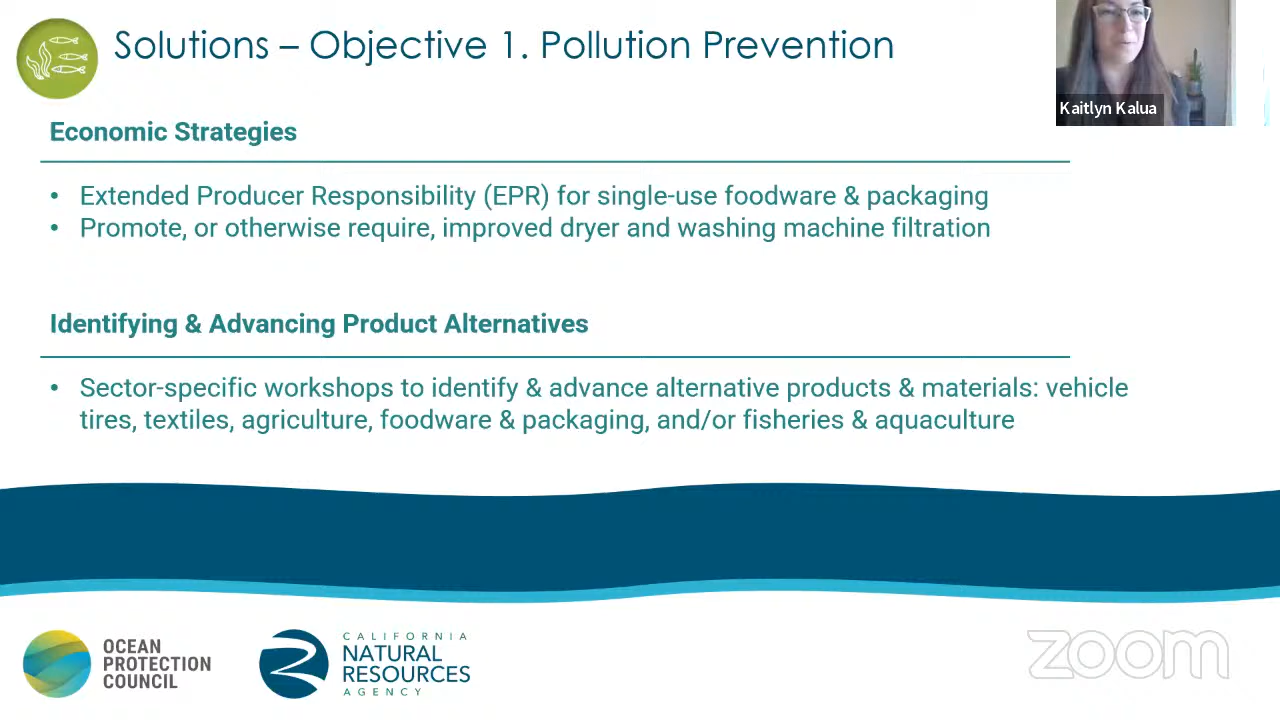 Solutions – Objective 1. Pollution Prevention
Kaitlyn Kalua
Economic Strategies
• Extended Producer Responsibility (EPR) for single-use foodware & packaging
• Promote, or otherwise require, improved dryer and washing machine filtration
Identifying & Advancing Product Alternatives
• Sector-specific workshops to identify & advance alternative products & materials: vehicle
tires, textiles, agriculture, foodware & packaging, and/or fisheries & aquaculture
OCEAN
PROTECTION
COUNCIL
CALIFORNIA
NATURAL
RESOURCES
AGENCY
zoom